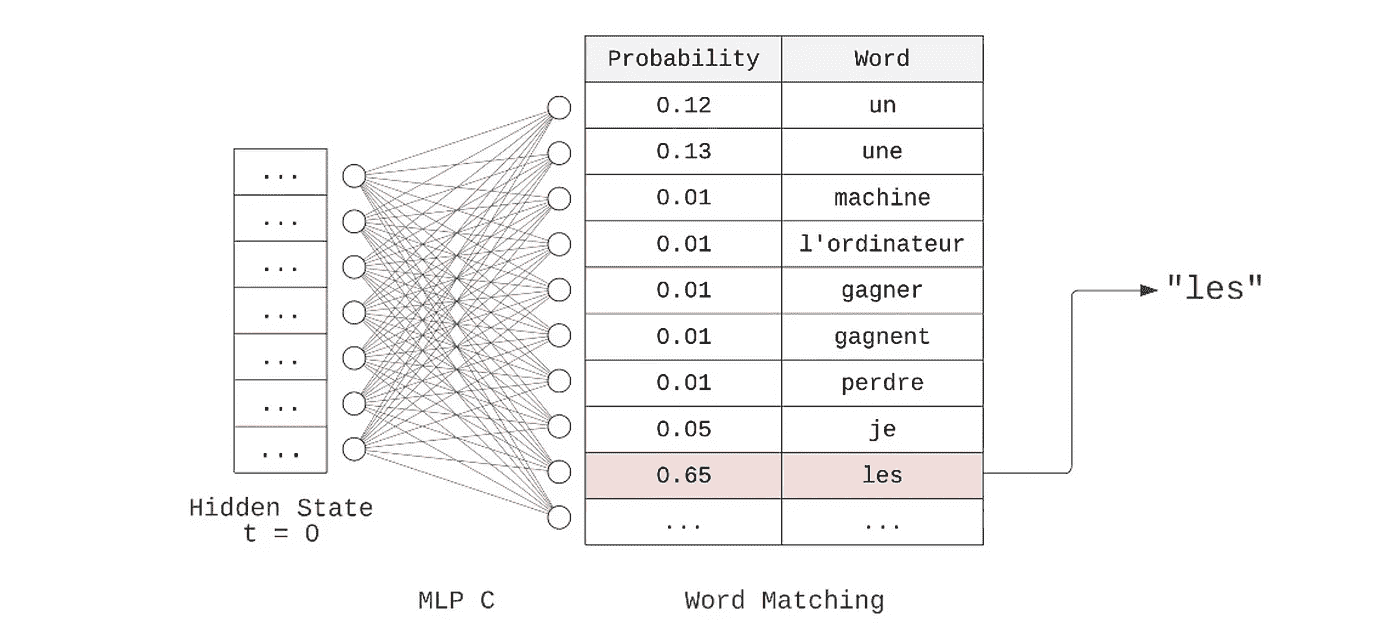 Probability Word
0.12 un
0.13 une
0.01 machine
0.01 l'ordinateur
0.01 gagner
0.01 gagnent
0.01 perdre
0.05 je
0.65 les
... ...
...
...
...
...
...
...
...
"les"
Hidden State
t = 0
MLP C
Word Matching